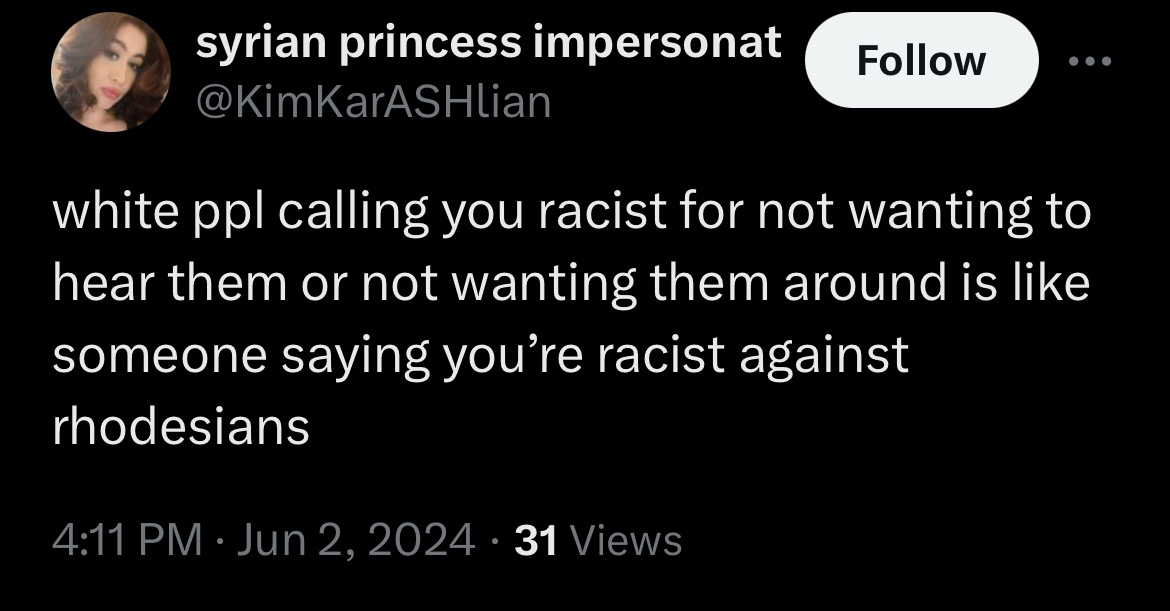 syrian princess impersonat
Follow
@KimKarASHlian
white ppl calling you racist for not wanting to
hear them or not wanting them around is like
someone saying you’re racist against
rhodesians
4:11 PM · Jun 2, 2024 · 31 Views